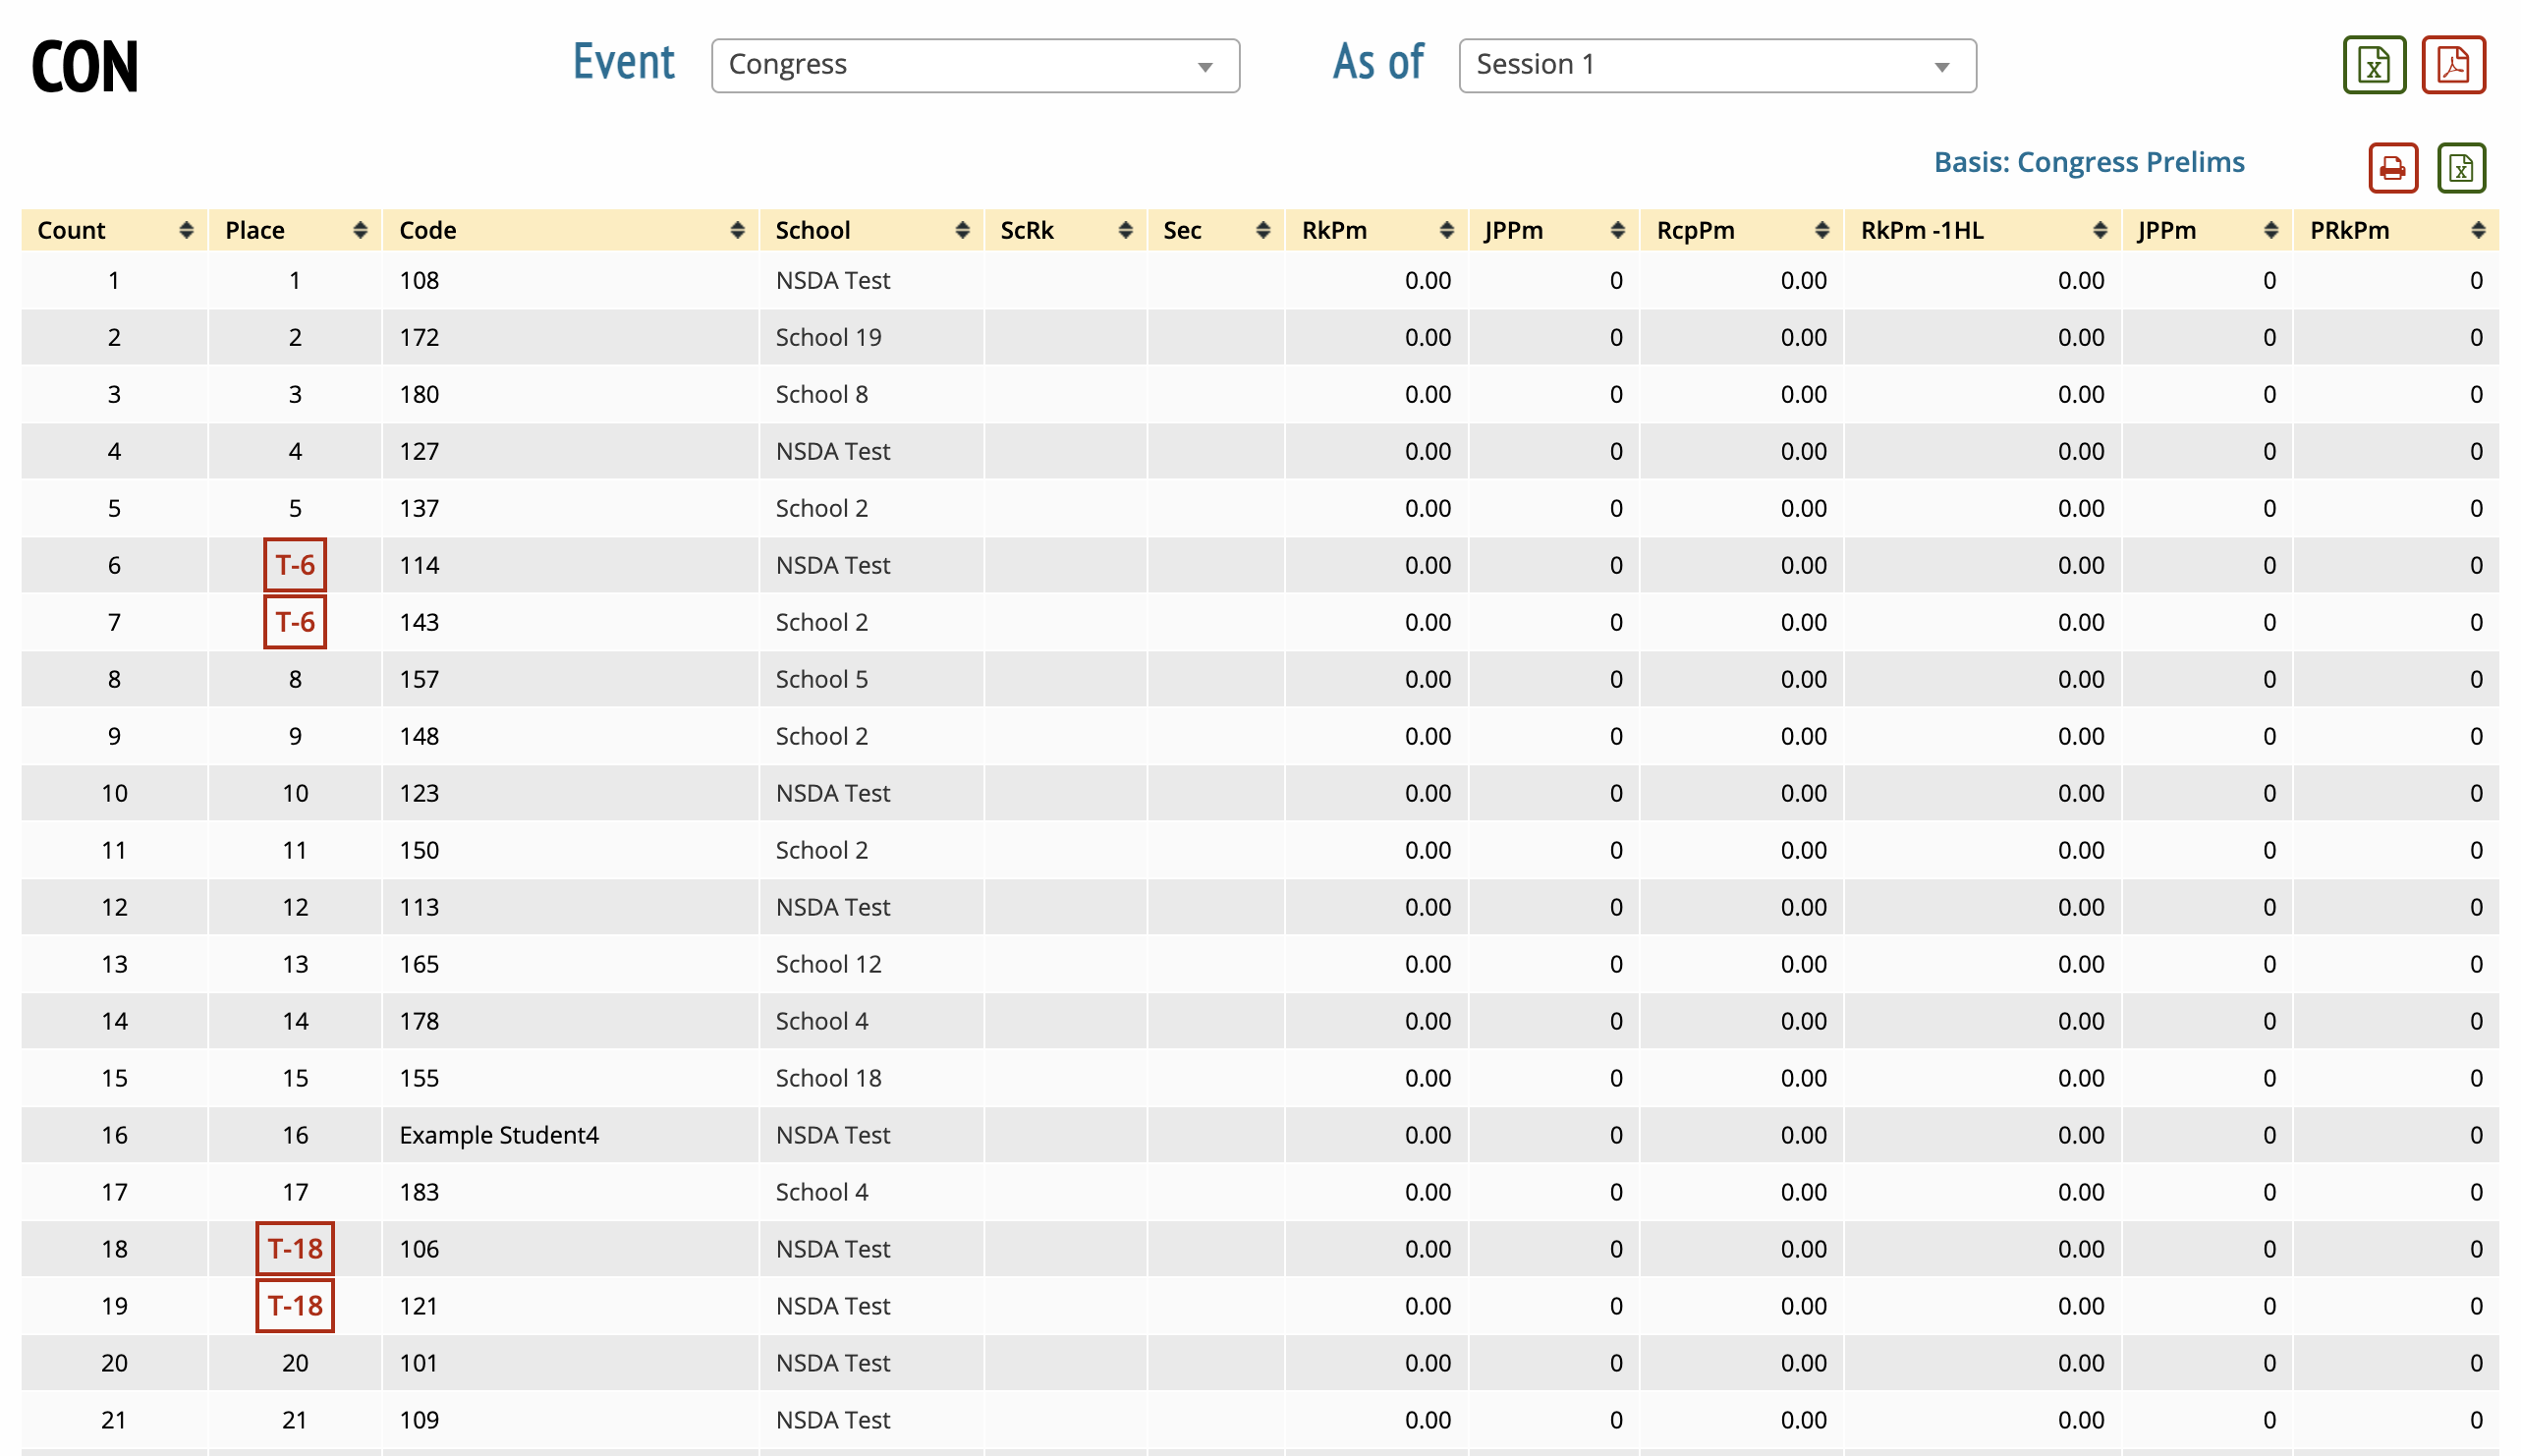 CON Event Congress As of Session 1
Basis: Congress Prelims
Count Place Code School ScRk Sec RkPm JPPm RcpPm RkPm -1HL JPPm PRkPm
1 1 108 NSDA Test 0.00 0 0.00 0.00 0 0
2 2 172 School 19 0.00 0 0.00 0.00 0 0
3 3 180 School 8 0.00 0 0.00 0.00 0 0
4 4 127 NSDA Test 0.00 0 0.00 0.00 0 0
5 5 137 School 2 0.00 0 0.00 0.00 0 0
6 T-6 114 NSDA Test 0.00 0 0.00 0.00 0 0
7 T-6 143 School 2 0.00 0 0.00 0.00 0 0
8 8 157 School 5 0.00 0 0.00 0.00 0 0
9 9 148 School 2 0.00 0 0.00 0.00 0 0
10 10 123 NSDA Test 0.00 0 0.00 0.00 0 0
11 11 150 School 2 0.00 0 0.00 0.00 0 0
12 12 113 NSDA Test 0.00 0 0.00 0.00 0 0
13 13 165 School 12 0.00 0 0.00 0.00 0 0
14 14 178 School 4 0.00 0 0.00 0.00 0 0
15 15 155 School 18 0.00 0 0.00 0.00 0 0
16 16 Example Student4 NSDA Test 0.00 0 0.00 0.00 0 0
17 17 183 School 4 0.00 0 0.00 0.00 0 0
18 T-18 106 NSDA Test 0.00 0 0.00 0.00 0 0
19 T-18 121 NSDA Test 0.00 0 0.00 0.00 0 0
20 20 101 NSDA Test 0.00 0 0.00 0.00 0 0
21 21 109 NSDA Test 0.00 0 0.00 0.00 0 0